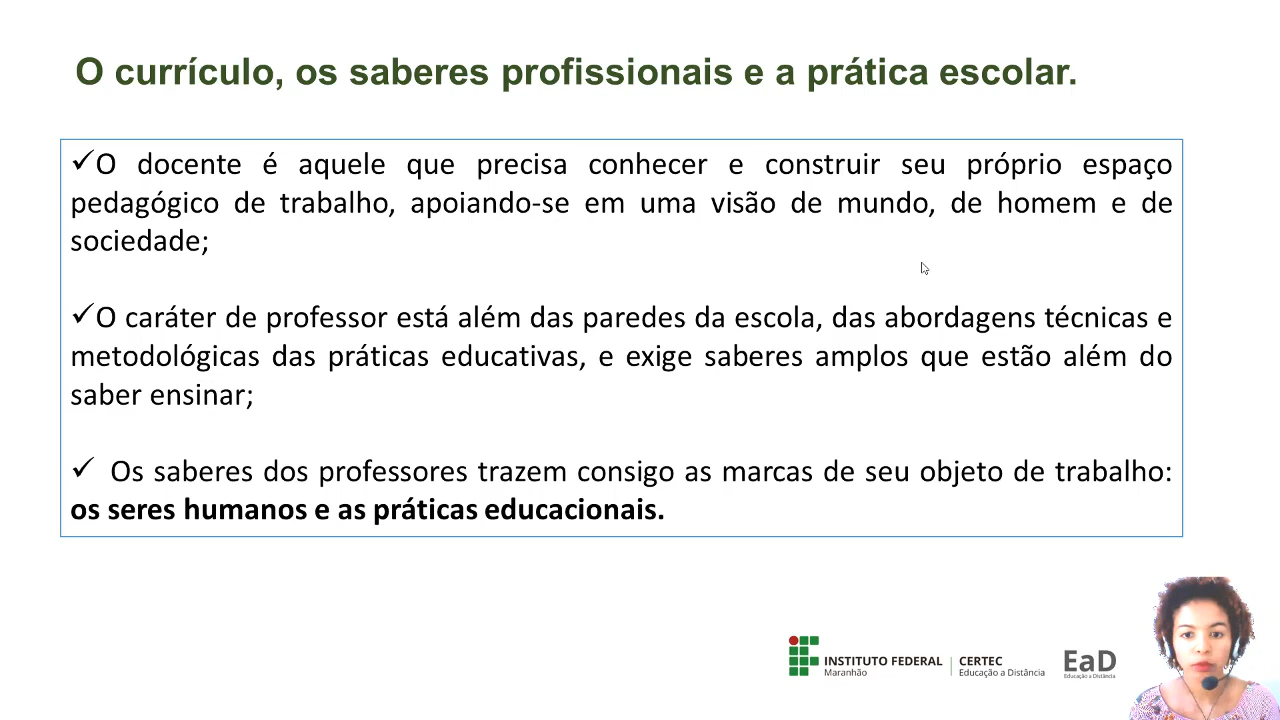 O currículo, os saberes profissionais e a prática escolar.
✓O docente é aquele que precisa conhecer e construir seu próprio espaço
pedagógico de trabalho, apoiando-se em uma visão de mundo, de homem e de
sociedade;
✓O caráter de professor está além das paredes da escola, das abordagens técnicas e
metodológicas das práticas educativas, e exige saberes amplos que estão além do
saber ensinar;
✓ Os saberes dos professores trazem consigo as marcas de seu objeto de trabalho:
os seres humanos e as práticas educacionais.
INSTITUTO FEDERAL
Maranhão
CERTEC
Educação a Distância
EaD
Educação a Distância